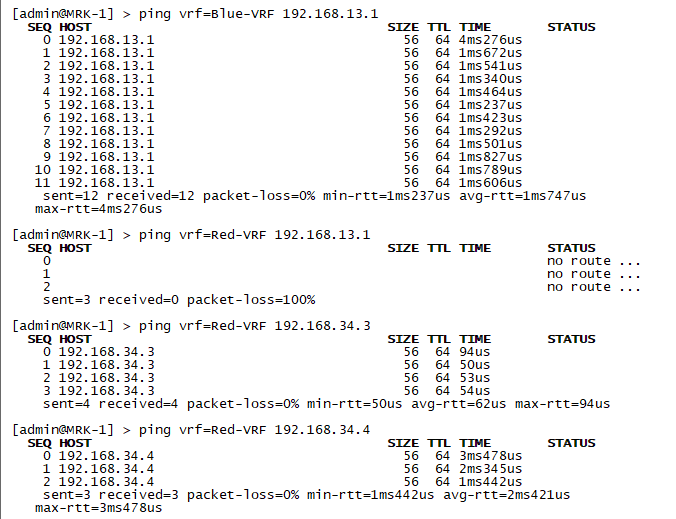 [admin@MRK-1] > ping vrf=Blue-VRF 192.168.13.1
SEQ HOST SIZE TTL TIME STATUS
0 192.168.13.1 56 64 4ms276us
1 192.168.13.1 56 64 1ms672us
2 192.168.13.1 56 64 1ms541us
3 192.168.13.1 56 64 1ms340us
4 192.168.13.1 56 64 1ms464us
5 192.168.13.1 56 64 1ms237us
6 192.168.13.1 56 64 1ms423us
7 192.168.13.1 56 64 1ms292us
8 192.168.13.1 56 64 1ms501us
9 192.168.13.1 56 64 1ms827us
10 192.168.13.1 56 64 1ms789us
11 192.168.13.1 56 64 1ms606us
sent=12 received=12 packet-loss=0% min-rtt=1ms237us avg-rtt=1ms747us
max-rtt=4ms276us
[admin@MRK-1] > ping vrf=Red-VRF 192.168.13.1
SEQ HOST SIZE TTL TIME STATUS
0 no route ...
1 no route ...
2 no route ...
sent=3 received=0 packet-loss=100%
[admin@MRK-1] > ping vrf=Red-VRF 192.168.34.3
SEQ HOST SIZE TTL TIME STATUS
0 192.168.34.3 56 64 94us
1 192.168.34.3 56 64 50us
2 192.168.34.3 56 64 53us
3 192.168.34.3 56 64 54us
sent=4 received=4 packet-loss=0% min-rtt=50us avg-rtt=62us max-rtt=94us
[admin@MRK-1] > ping vrf=Red-VRF 192.168.34.4
SEQ HOST SIZE TTL TIME STATUS
0 192.168.34.4 56 64 3ms478us
1 192.168.34.4 56 64 2ms345us
2 192.168.34.4 56 64 1ms442us
sent=3 received=3 packet-loss=0% min-rtt=1ms442us avg-rtt=2ms421us
max-rtt=3ms478us